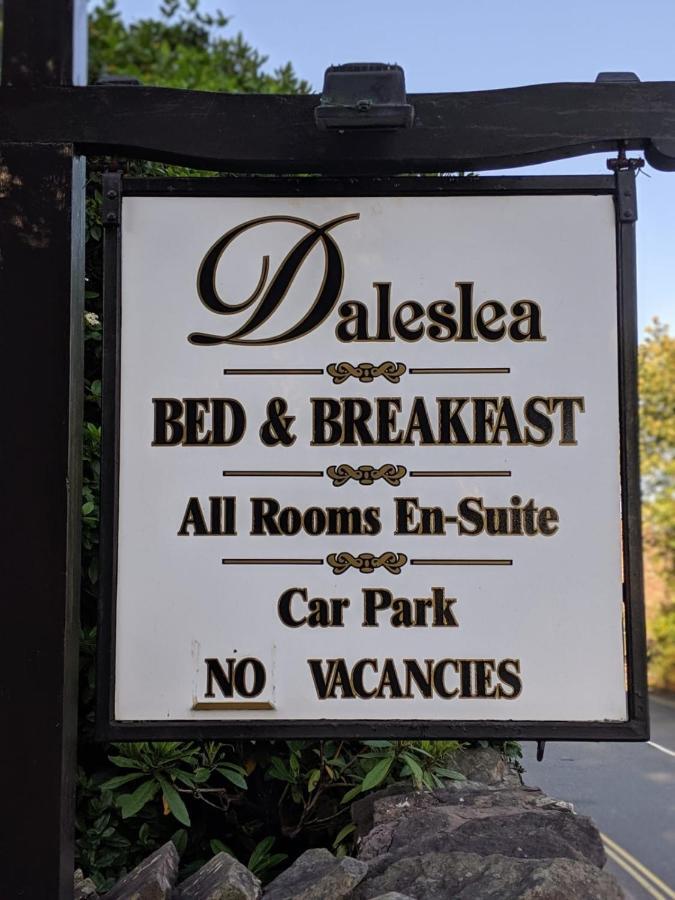 Daleslea
BED & BREAKFAST
All Rooms En-Suite
Car Park
NO VACANCIES